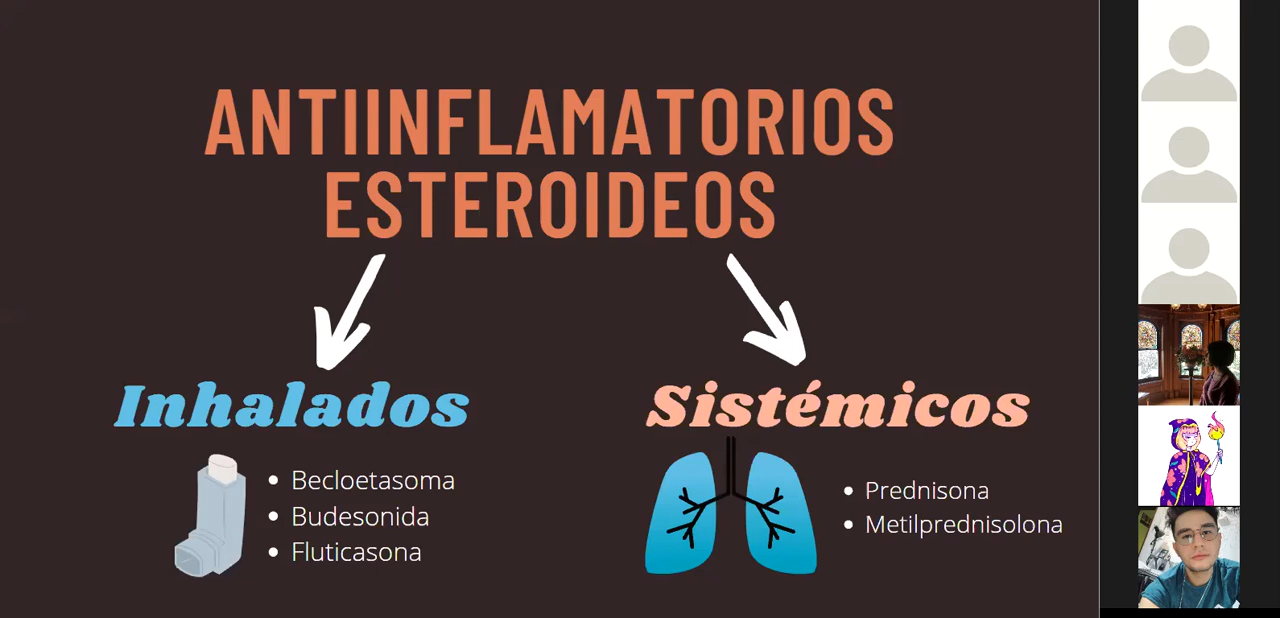 ANTIINFLAMATORIOS
ESTEROIDEOS
Inhalados
Becloetasoma
Budesonida
Fluticasona
Sistémicos
Prednisona
Metilprednisolona